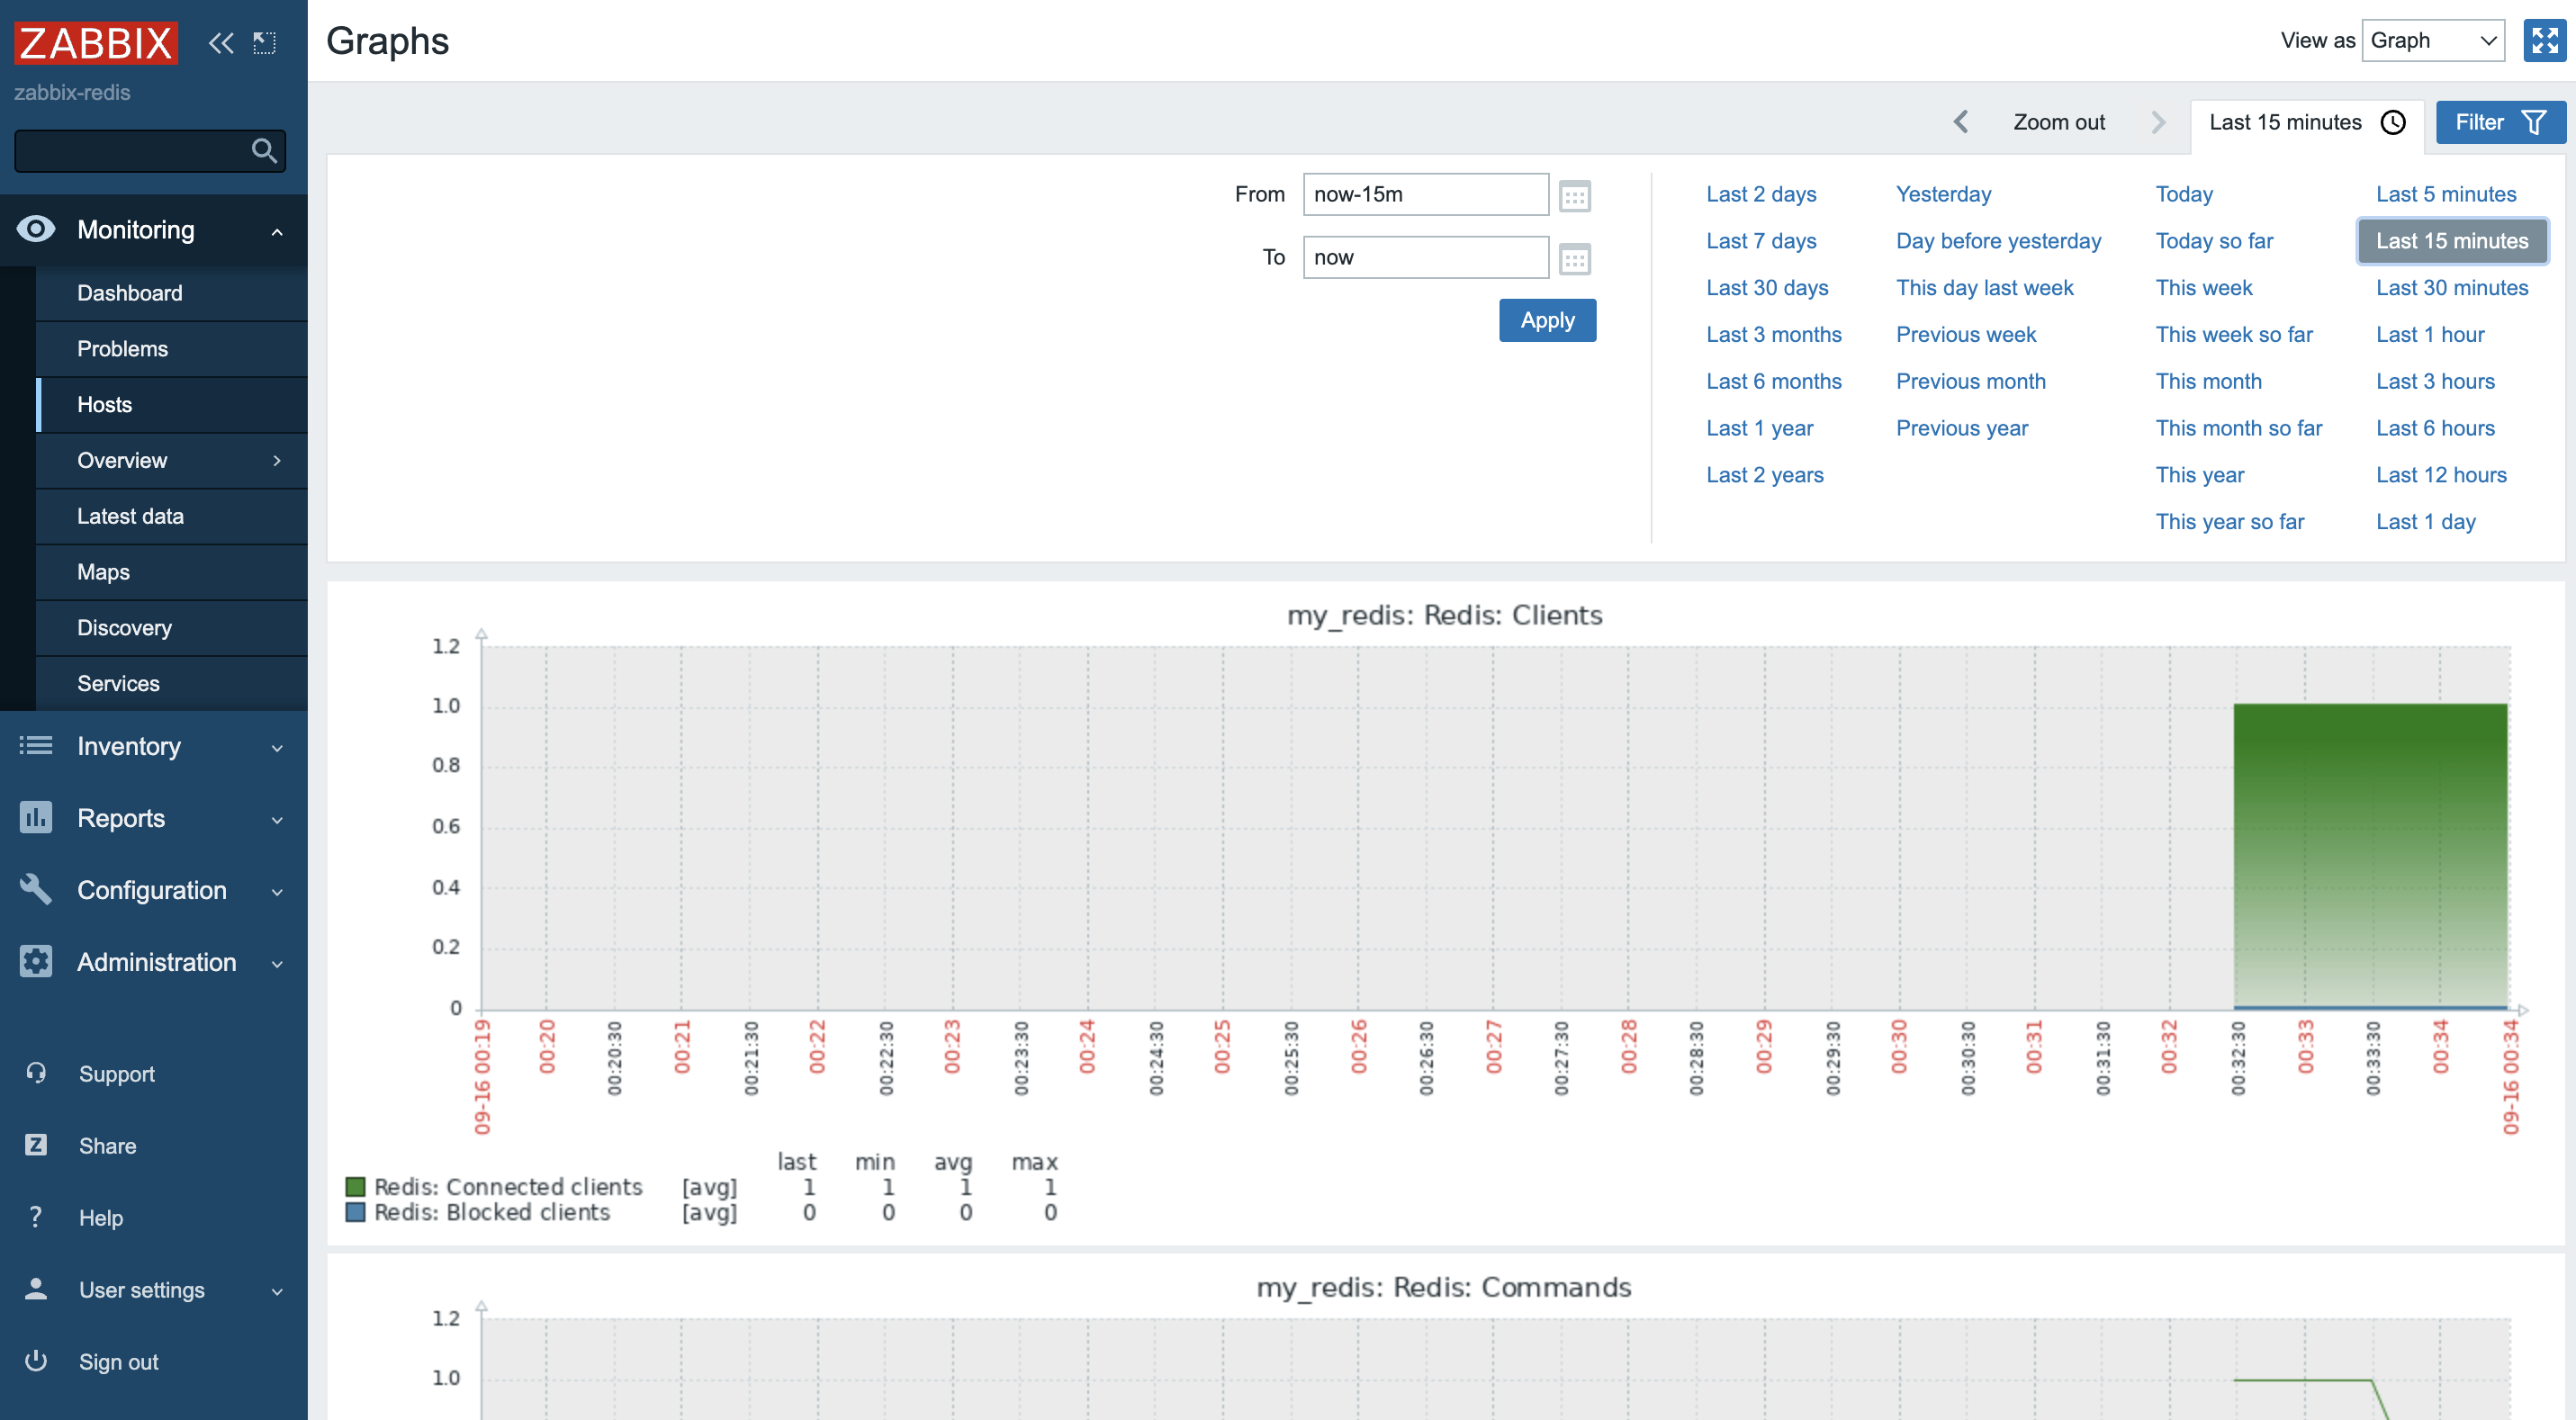 ZABBIX
zabbix-redis
Monitoring
Dashboard
Problems
Hosts
Overview
Latest data
Maps
Discovery
Services
Inventory
Reports
Configuration
Administration
Support
Z Share
? Help
User settings
Sign out
Graphs
View as Graph
Zoom out
Last 15 minutes
Filter
From now-15m
To now
Apply
Last 2 days Yesterday Today Last 5 minutes
Last 7 days Day before yesterday Today so far Last 15 minutes
Last 30 days This day last week This week Last 30 minutes
Last 3 months Previous week This week so far Last 1 hour
Last 6 months Previous month This month Last 3 hours
Last 1 year Previous year This month so far Last 6 hours
Last 2 years This year Last 12 hours
This year so far Last 1 day
my_redis: Redis: Clients
1.2
1.0
0.8
0.6
0.4
0.2
0
09-16 00:19 00:20 00:20:30 00:21 00:21:30 00:22 00:22:30 00:23 00:23:30 00:24 00:24:30 00:25 00:25:30 00:26 00:26:30 00:27 00:27:30 00:28 00:28:30 00:29 00:29:30 00:30 00:30:30 00:31 00:31:30 00:32 00:32:30 00:33 00:33:30 00:34 09-16 00:34
last min avg max
Redis: Connected clients [avg] 1 1 1 1
Redis: Blocked clients [avg] 0 0 0 0
my_redis: Redis: Commands
1.2
1.0